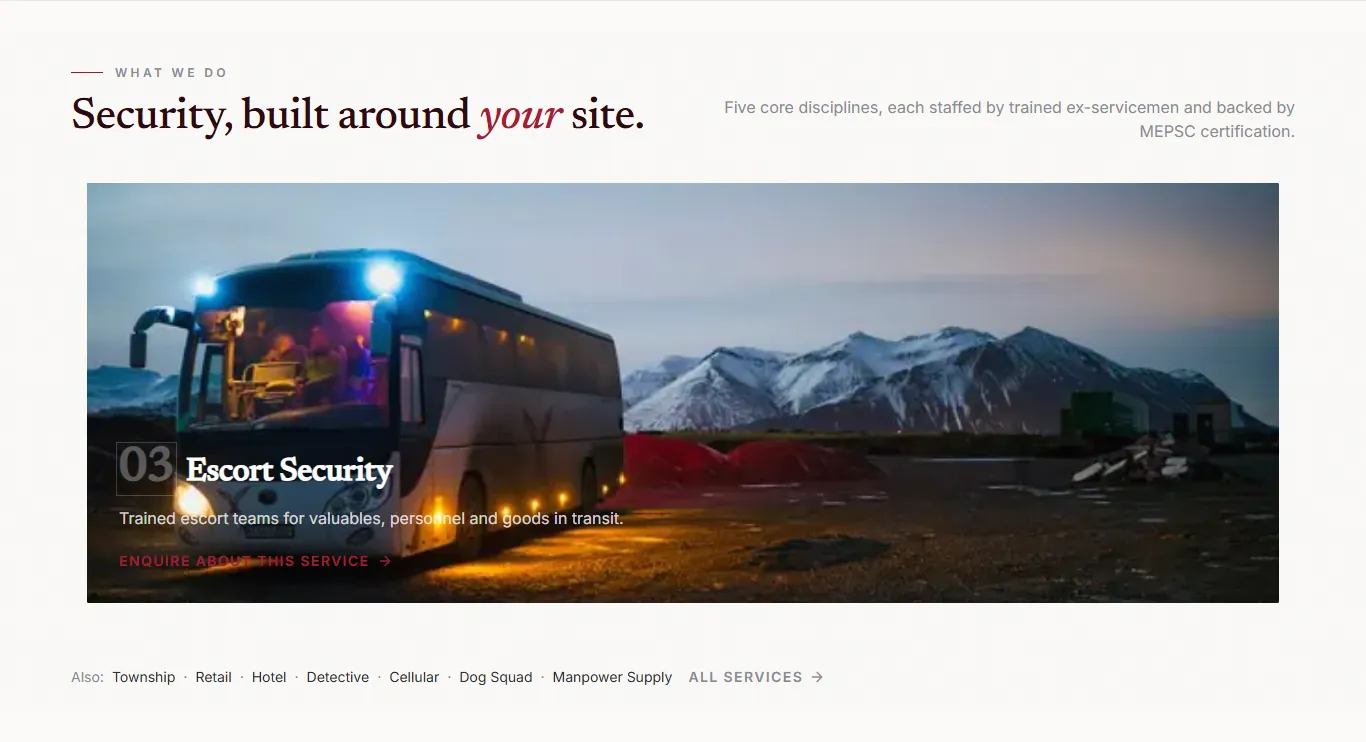 WHAT WE DO
Security, built around your site.
Five core disciplines, each staffed by trained ex-servicemen and backed by
MEPSC certification.
03 Escort Security
Trained escort teams for valuables, personnel and goods in transit.
ENQUIRE ABOUT THIS SERVICE →
Also: Township · Retail · Hotel · Detective · Cellular · Dog Squad · Manpower Supply ALL SERVICES →